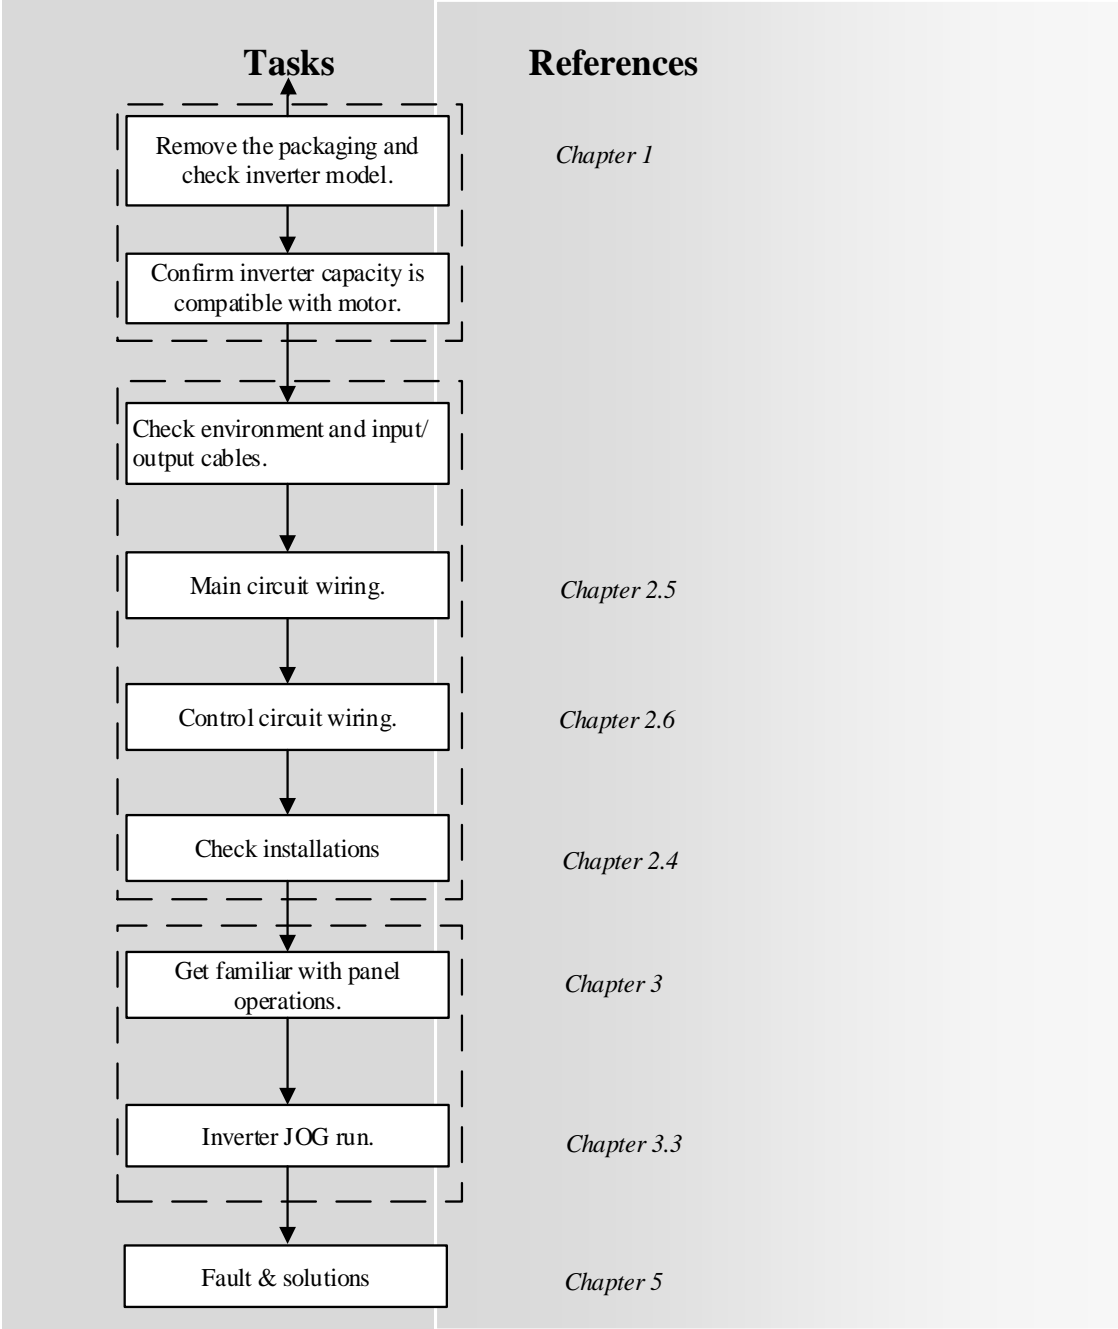 Tasks
References
Remove the packaging and
check inverter model.
Chapter 1
Confirm inverter capacity is
compatible with motor.
Check environment and input/
output cables.
Main circuit wiring.
Chapter 2.5
Control circuit wiring.
Chapter 2.6
Check installations
Chapter 2.4
Get familiar with panel
operations.
Chapter 3
Inverter JOG run.
Chapter 3.3
Fault & solutions
Chapter 5